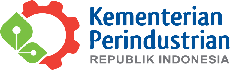 Kementerian
Perindustrian
REPUBLIK INDONESIA